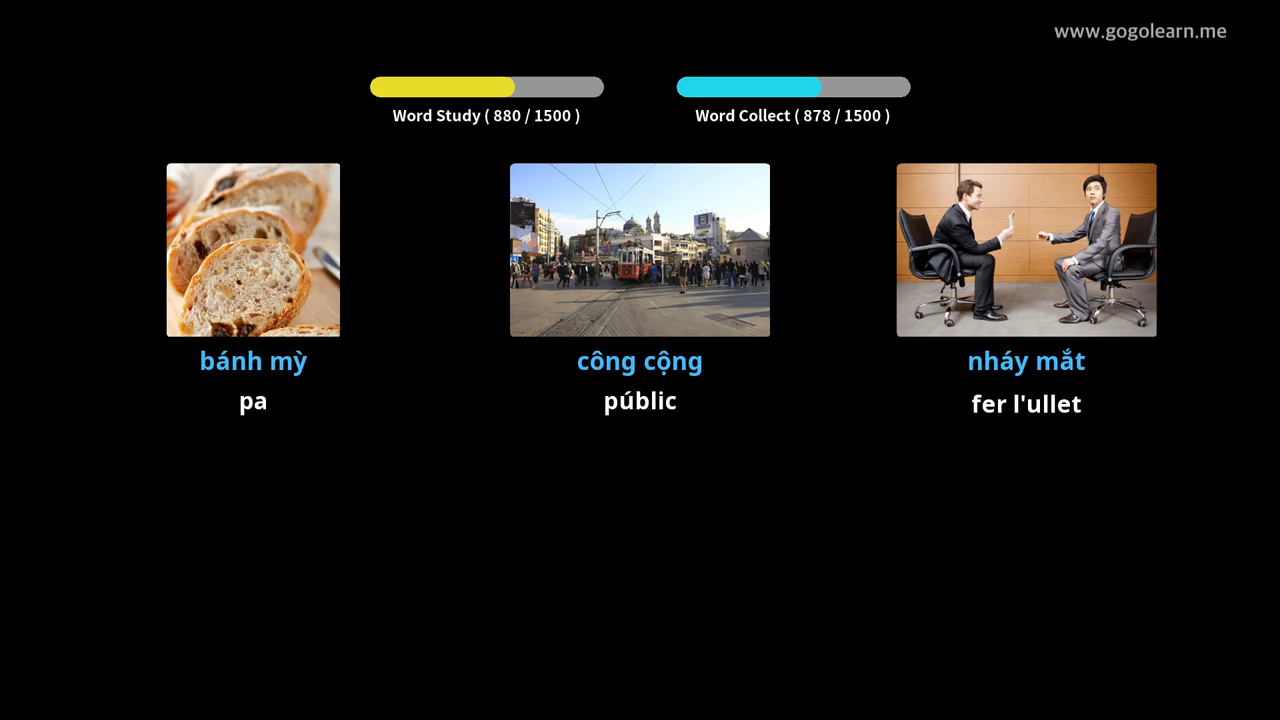 www.gogolearn.me
Word Study ( 880 / 1500 )
Word Collect ( 878 / 1500 )
bánh mỳ
công cộng
nháy mắt
pa
públic
fer l'ullet